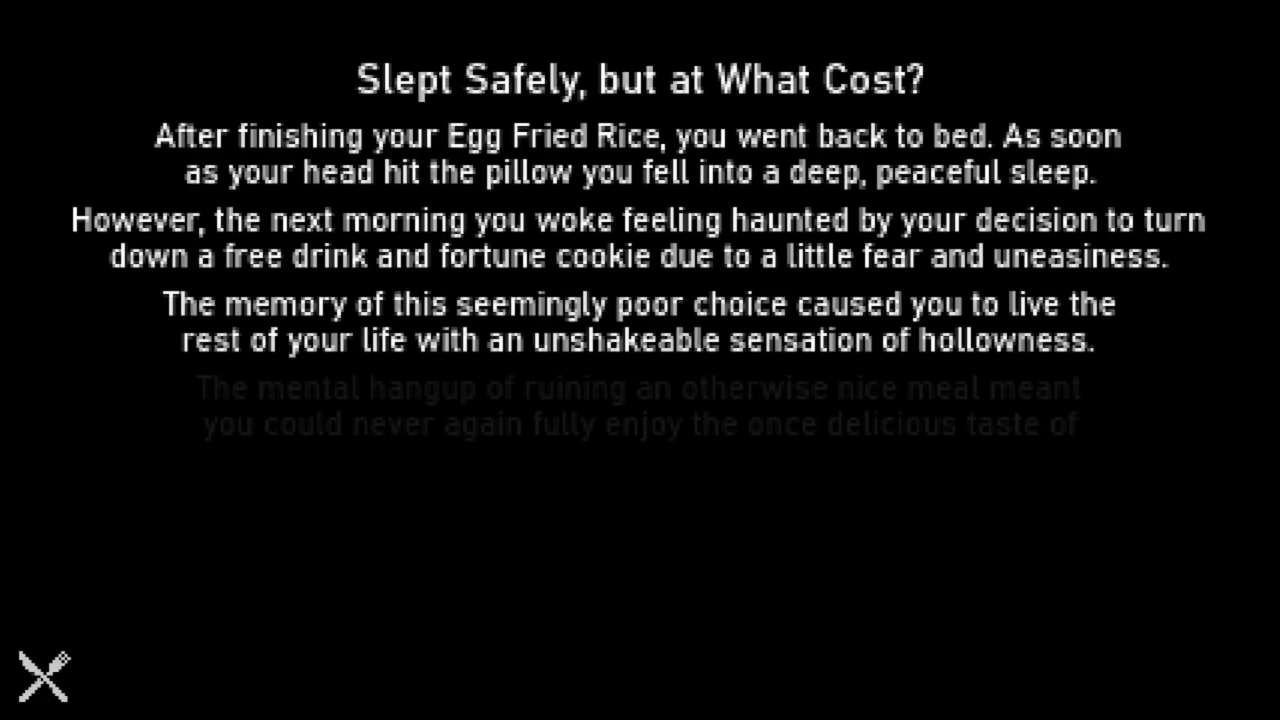 Slept Safely, but at What Cost?
After finishing your Egg Fried Rice, you went back to bed. As soon
as your head hit the pillow you fell into a deep, peaceful sleep.
However, the next morning you woke feeling haunted by your decision to turn
down a free drink and fortune cookie due to a little fear and uneasiness.
The memory of this seemingly poor choice caused you to live the
rest of your life with an unshakeable sensation of hollowness.
The mental hangup of ruining an otherwise nice meal meant
you could never again fully enjoy the once delicious taste of